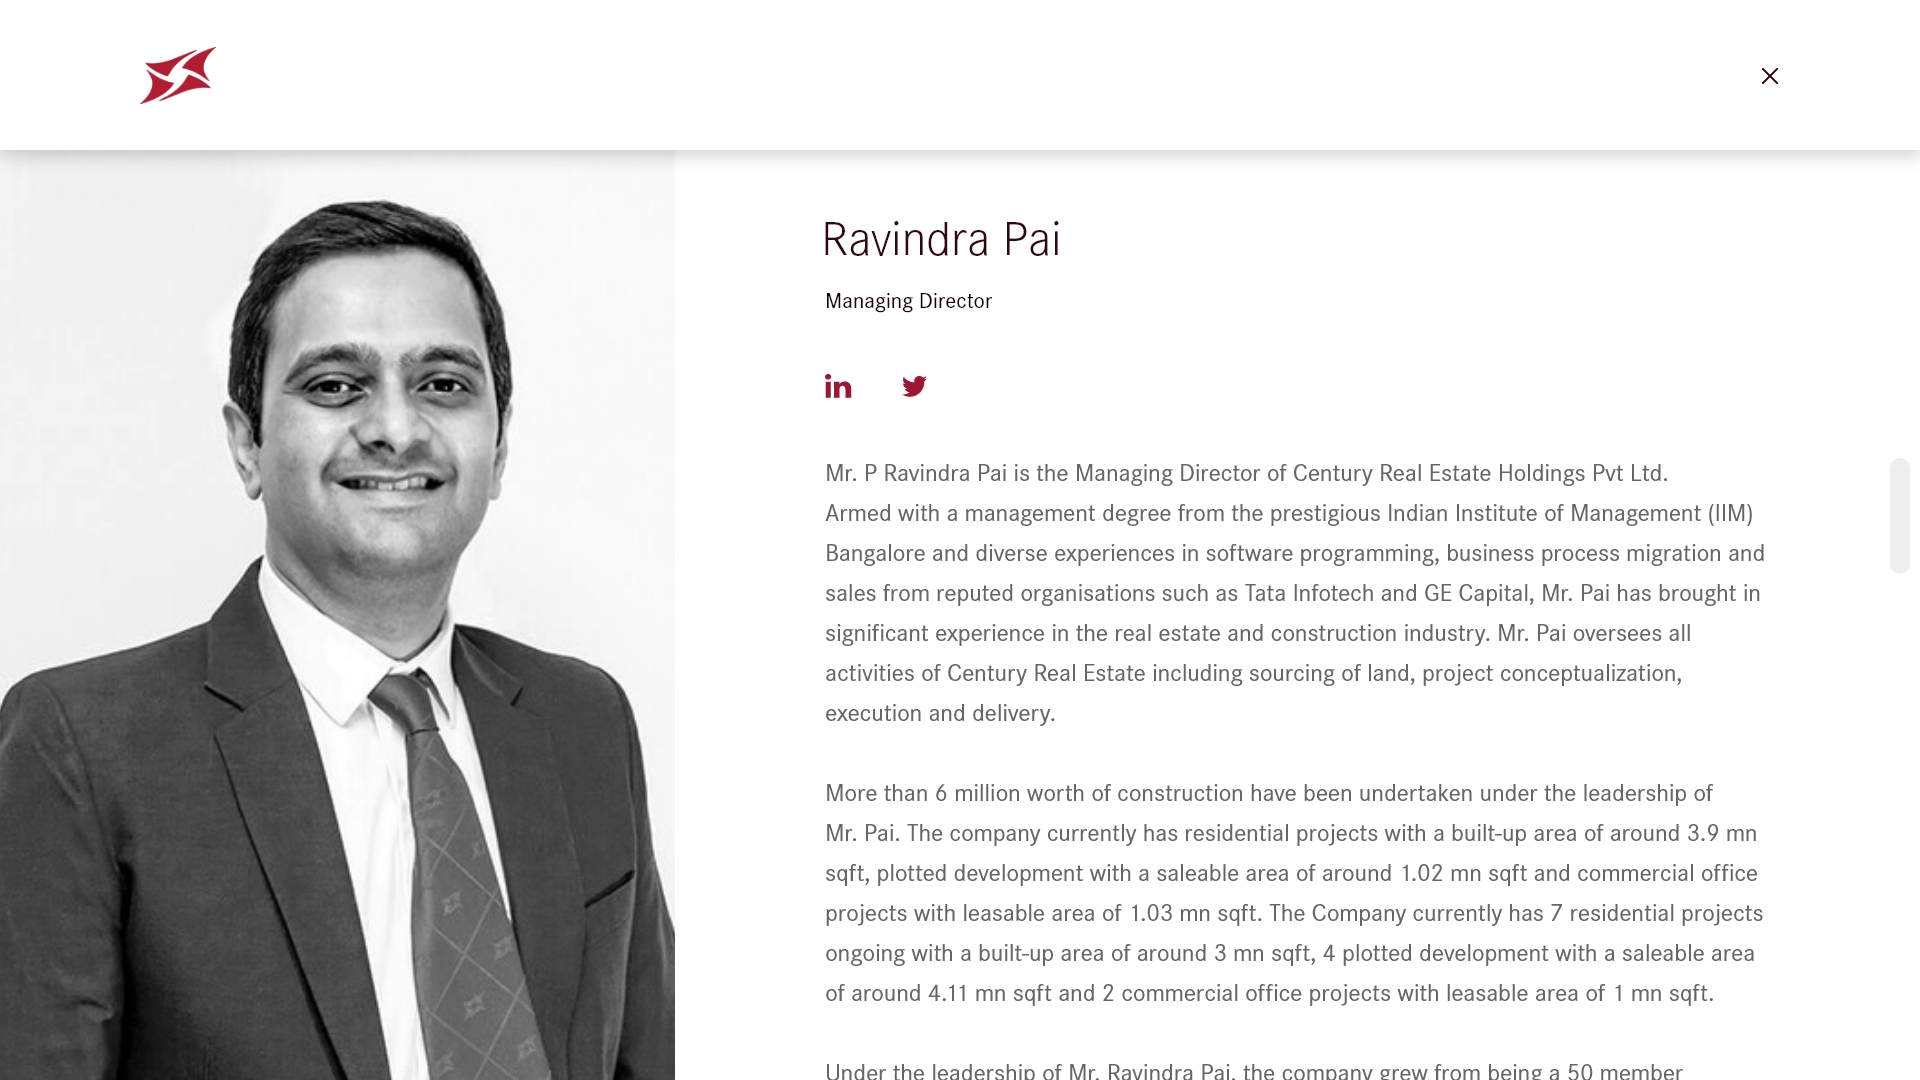 Ravindra Pai
Managing Director
Mr. P Ravindra Pai is the Managing Director of Century Real Estate Holdings Pvt Ltd.
Armed with a management degree from the prestigious Indian Institute of Management (IIM)
Bangalore and diverse experiences in software programming, business process migration and
sales from reputed organisations such as Tata Infotech and GE Capital, Mr. Pai has brought in
significant experience in the real estate and construction industry. Mr. Pai oversees all
activities of Century Real Estate including sourcing of land, project conceptualization,
execution and delivery.
More than 6 million worth of construction have been undertaken under the leadership of
Mr. Pai. The company currently has residential projects with a built-up area of around 3.9 mn
sqft, plotted development with a saleable area of around 1.02 mn sqft and commercial office
projects with leasable area of 1.03 mn sqft. The Company currently has 7 residential projects
ongoing with a built-up area of around 3 mn sqft, 4 plotted development with a saleable area
of around 4.11 mn sqft and 2 commercial office projects with leasable area of 1 mn sqft.
Under the leadership of Mr. Ravindra Pai, the company grew from being a 50 member